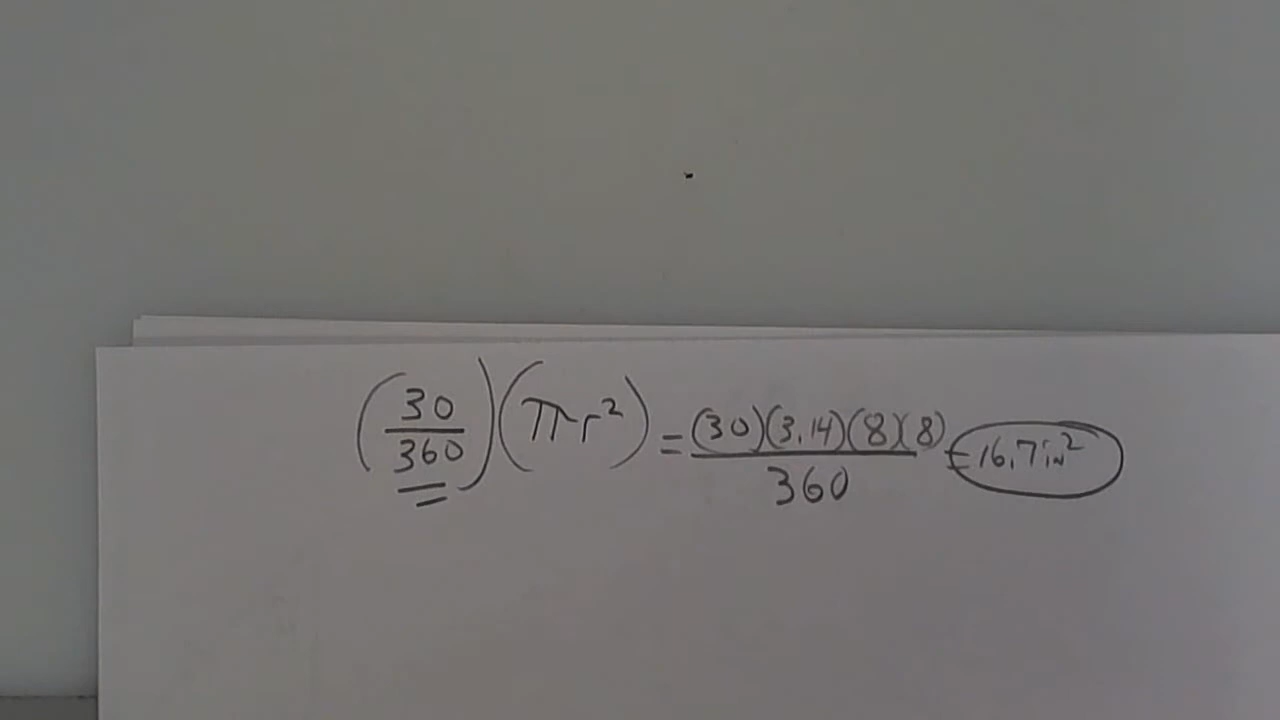 (30/360)(πr²) = (30)(3.14)(8)(8)/360 = 16.7in²